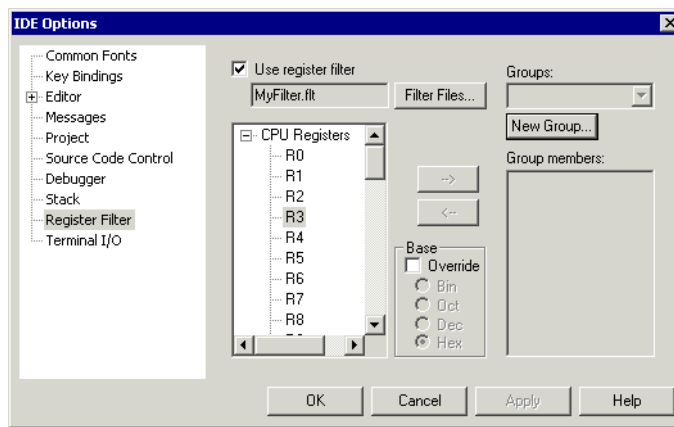 IDE Options
Common Fonts
Key Bindings
Editor
Messages
Project
Source Code Control
Debugger
Stack
Register Filter
Terminal I/O
Use register filter
MyFilter.flt
Filter Files...
CPU Registers
R0
R1
R2
R3
R4
R5
R6
R7
R8
-->
<--
Base
Override
Bin
Oct
Dec
Hex
Groups:
New Group...
Group members:
OK
Cancel
Apply
Help